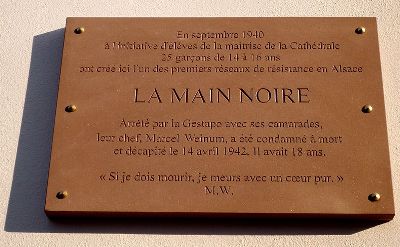 En septembre 1940
à l'initiative d'élèves de la maîtrise de la Cathédrale
25 garçons de 14 à 16 ans
ont créé ici l'un des premiers réseaux de résistance en Alsace
LA MAIN NOIRE
Arrêté par la Gestapo avec ses camarades,
leur chef, Marcel Weinum, a été condamné à mort
et décapité le 14 avril 1942. Il avait 18 ans.
« Si je dois mourir, je meurs avec un cœur pur. »
M.W.